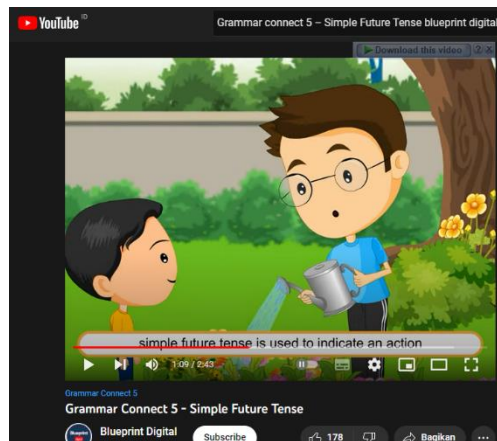 YouTube ID
Grammar connect 5 – Simple Future Tense blueprint digital
Download this video ? X
simple future tense is used to indicate an action
1:09 / 2:43
Grammar Connect 5
Grammar Connect 5 - Simple Future Tense
Blueprint
Blueprint Digital
Subscribe
178
Bagikan
...